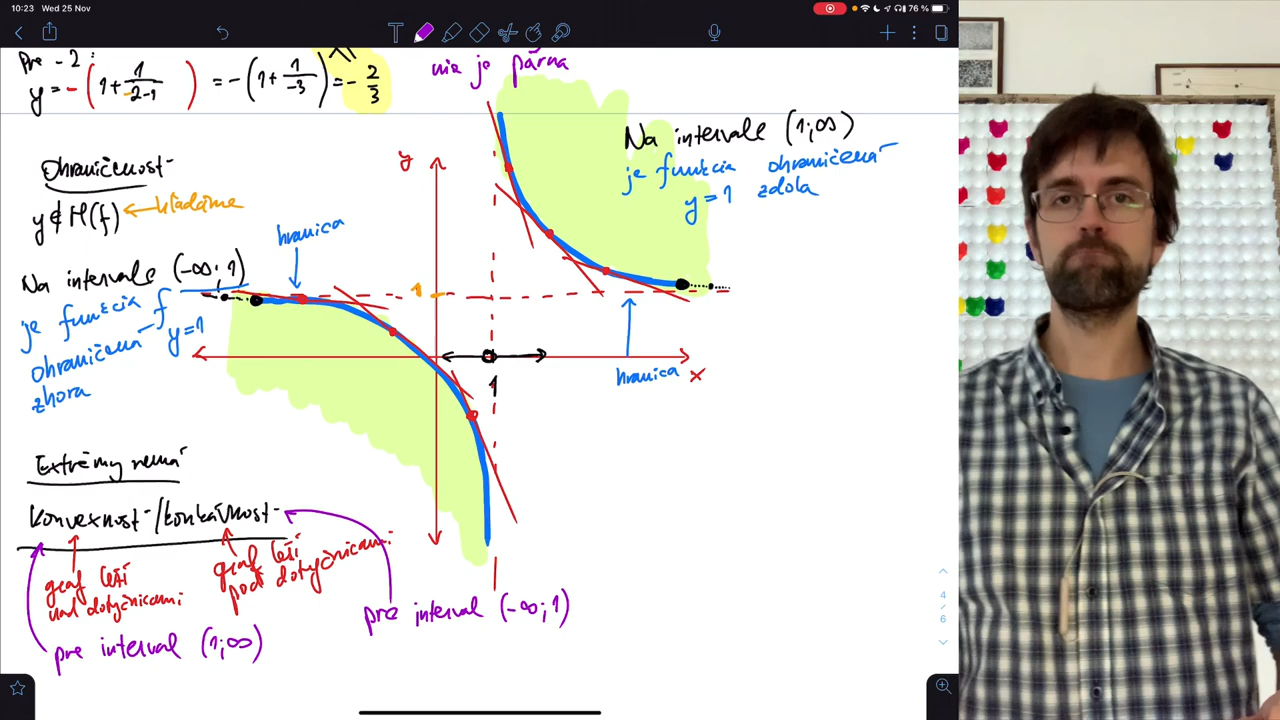 10:23 Wed 25 Nov
76 %
Pre -2:
y = -(1 + 1/(-2-1)) = -(1 + 1/-3) = -2/3
nie je párna
Na intervale (1;∞)
je funkcia ohraničená
zdola
y = 1
Ohraničenosť
y ∉ H(f) ← hľadáme
hranica
Na intervale (-∞;1)
je funkcia f
ohraničená
y=1
zhora
y
1
1
x
hranica
Extrémy nemá
Konvexnosť/konkávnosť
graf leží
nad dotyčnicami
graf leží
pod dotyčnicami
pre interval (1;∞)
pre interval (-∞;1)
4
/
6